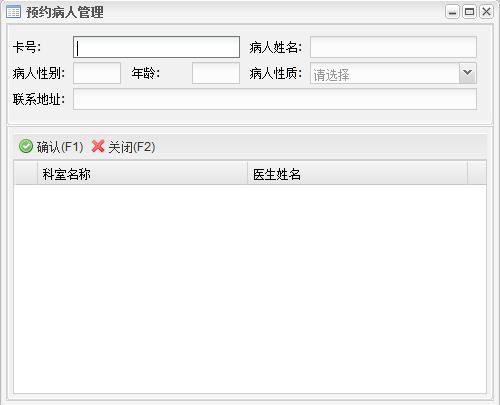 预约病人管理
卡号： 病人姓名：
病人性别： 年龄： 病人性质： 请选择
联系地址：
确认(F1) 关闭(F2)
科室名称 医生姓名